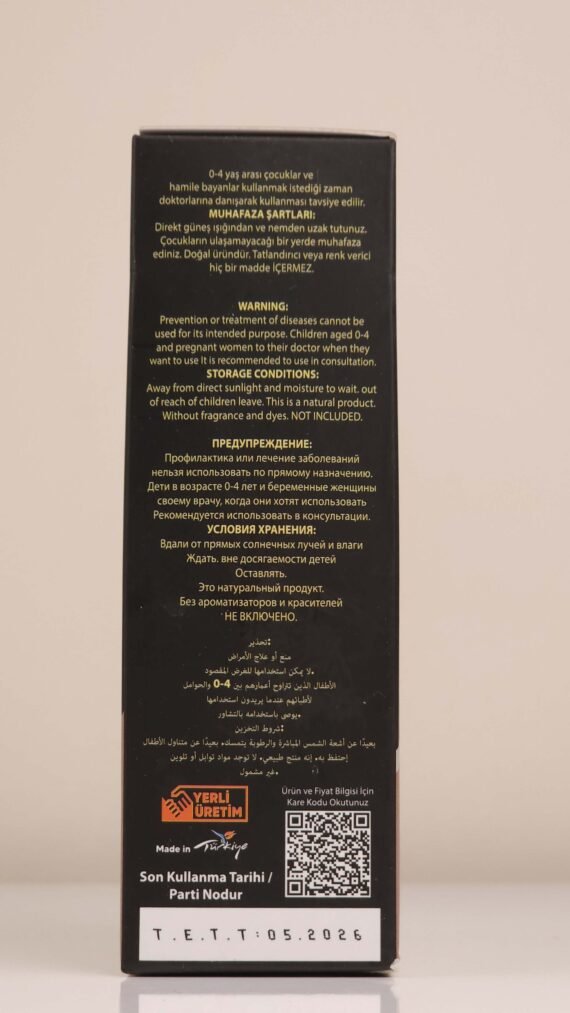 0-4 yaş arası çocuklar ve
hamile bayanlar kullanmak istediği zaman
doktorlarına danışarak kullanması tavsiye edilir.
MUHAFAZA ŞARTLARI:
Direkt güneş ışığından ve nemden uzak tutunuz.
Çocukların ulaşamayacağı bir yerde muhafaza
ediniz. Doğal üründür. Tatlandırıcı veya renk verici
hiç bir madde İÇERMEZ.
WARNING:
Prevention or treatment of diseases cannot be
used for its intended purpose. Children aged 0-4
and pregnant women to their doctor when they
want to use It is recommended to use in consultation.
STORAGE CONDITIONS:
Away from direct sunlight and moisture to wait. out
of reach of children leave. This is a natural product.
Without fragrance and dyes. NOT INCLUDED.
ПРЕДУПРЕЖДЕНИЕ:
Профилактика или лечение заболеваний
нельзя использовать по прямому назначению.
Дети в возрасте 0-4 лет и беременные женщины
своему врачу, когда они хотят использовать
Рекомендуется использовать в консультации.
УСЛОВИЯ ХРАНЕНИЯ:
Вдали от прямых солнечных лучей и влаги
Ждать. вне досягаемости детей
Оставлять.
Это натуральный продукт.
Без ароматизаторов и красителей
НЕ ВКЛЮЧЕНО.
تحذير:
منع أو علاج الأمراض
لا يمكن استخدامها للغرض المقصود.
الأطفال الذين تتراوح أعمارهم بين 4-0 والحوامل
لأطبائهم عندما يريدون استخدامها
يوصى باستخدامه بالتشاور.
شروط التخزين:
بعيدًا عن أشعة الشمس المباشرة والرطوبة يتمسك. بعيدًا عن متناول الأطفال
إحتفظ به. إنه منتج طبيعي. لا توجد مواد توابل أو تلوين
غير مشمول.
YERLİ
ÜRETİM
Ürün ve Fiyat Bilgisi İçin
Kare Kodu Okutunuz
Made in Türkiye
Son Kullanma Tarihi /
Parti Nodur
T.E.T.T:05.2026